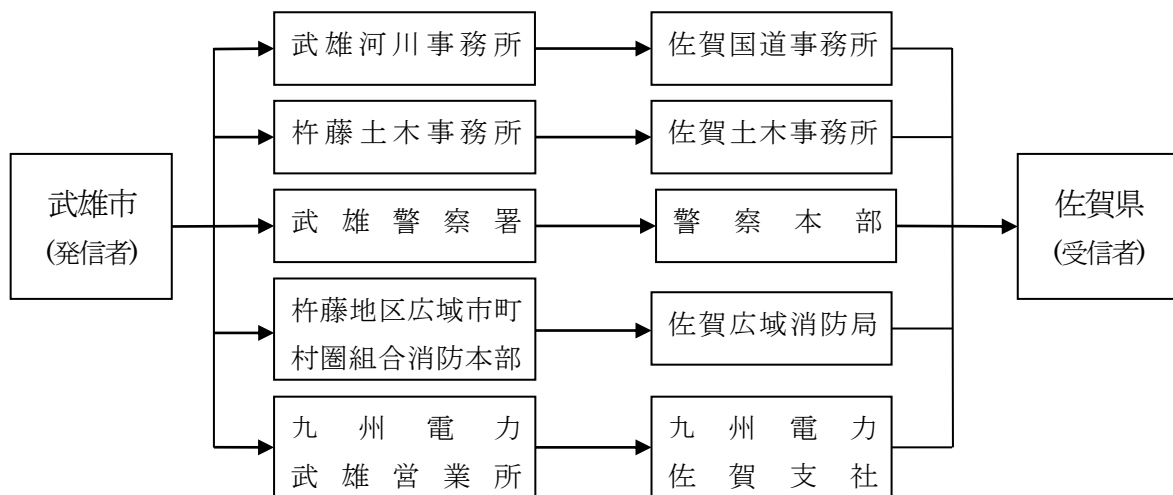 武雄市
(発信者)
武雄河川事務所
佐賀国道事務所
杵藤土木事務所
佐賀土木事務所
武雄警察署
警察本部
杵藤地区広域市町
村圏組合消防本部
佐賀広域消防局
九州電力
武雄営業所
九州電力
佐賀支社
佐賀県
(受信者)